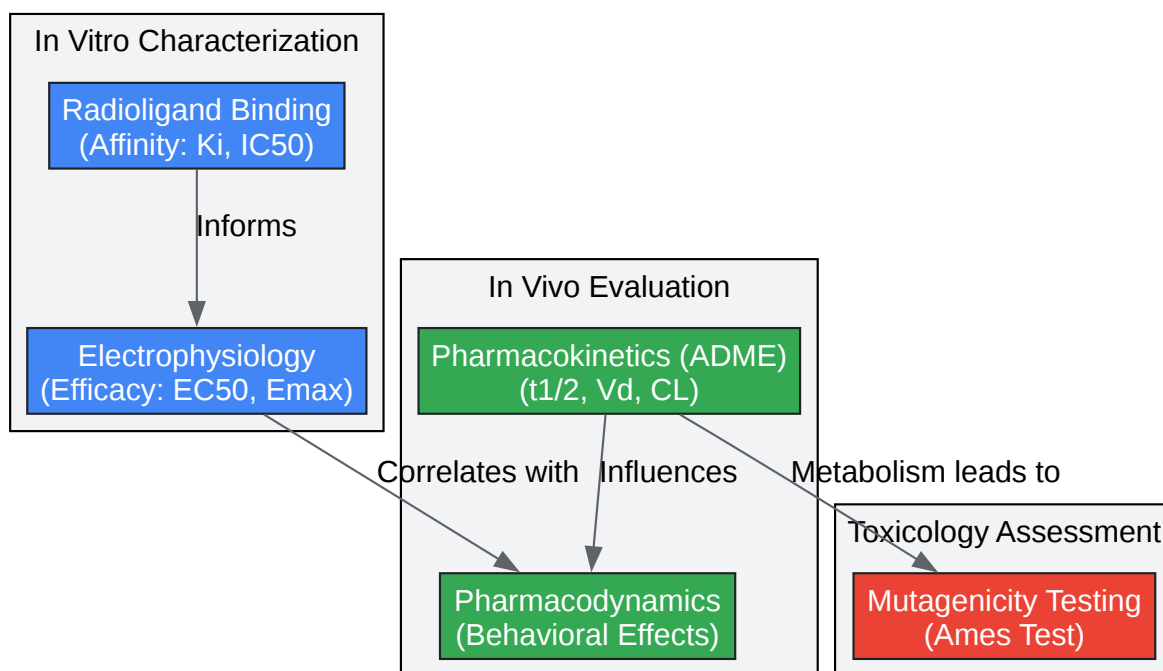 In Vitro Characterization
Radioligand Binding
(Affinity: Ki, IC50)
Informs
Electrophysiology
(Efficacy: EC50, Emax)
In Vivo Evaluation
Pharmacokinetics (ADME)
(t1/2, Vd, CL)
Correlates with
Influences
Metabolism leads to
Pharmacodynamics
(Behavioral Effects)
Toxicology Assessment
Mutagenicity Testing
(Ames Test)